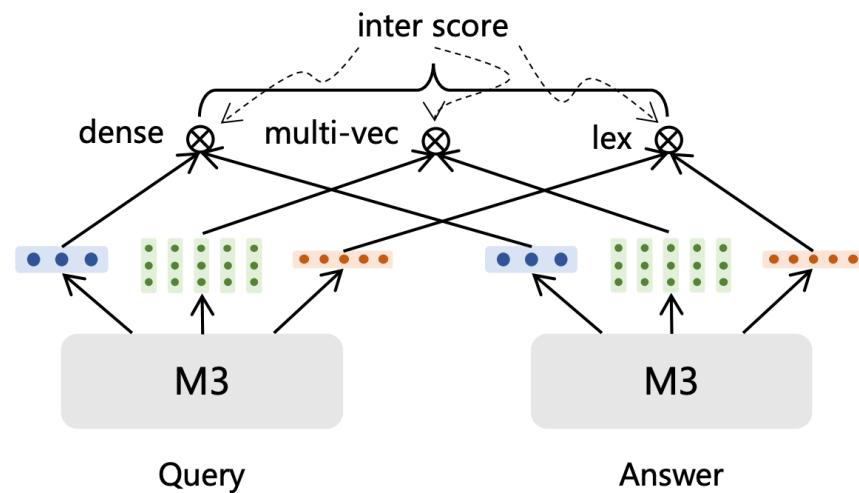 inter score
dense
multi-vec
lex
M3
M3
Query
Answer